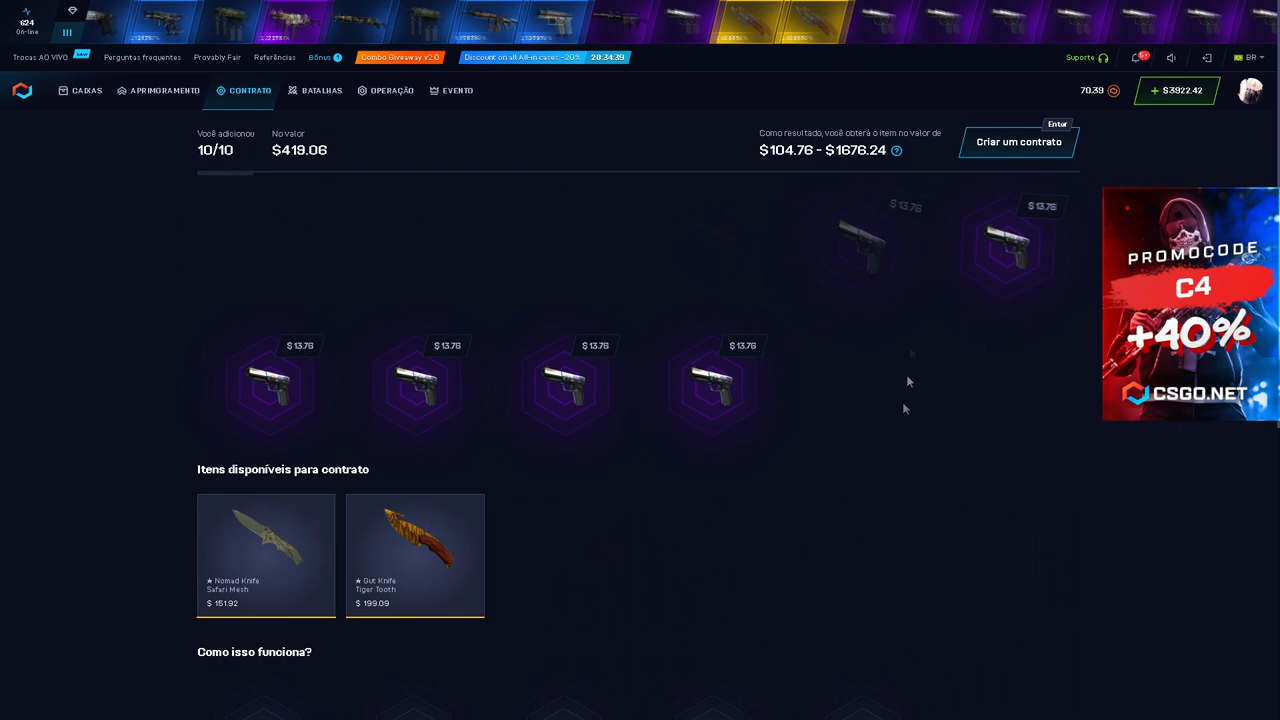 624
On-line
Trocas AO VIVO
NEW
Perguntas frequentes
Provably Fair
Referências
Bônus
Combo Giveaway v2.0
Discount on all All-in cases -20%
20:34:39
Suporte
5+
BR
CAIXAS
APRIMORAMENTO
CONTRATO
BATALHAS
OPERAÇÃO
EVENTO
70.39
+ $3922.42
Você adicionou
10/10
No valor
$419.06
Como resultado, você obterá o item no valor de
$104.76 - $1676.24
Enter
Criar um contrato
$ 13.76
$ 13.76
$ 13.76
$ 13.76
$ 13.76
$ 13.76
PROMOCODE
C4
+40%
CSGO.NET
Itens disponíveis para contrato
★ Nomad Knife
Safari Mesh
$ 151.92
★ Gut Knife
Tiger Tooth
$ 199.09
Como isso funciona?